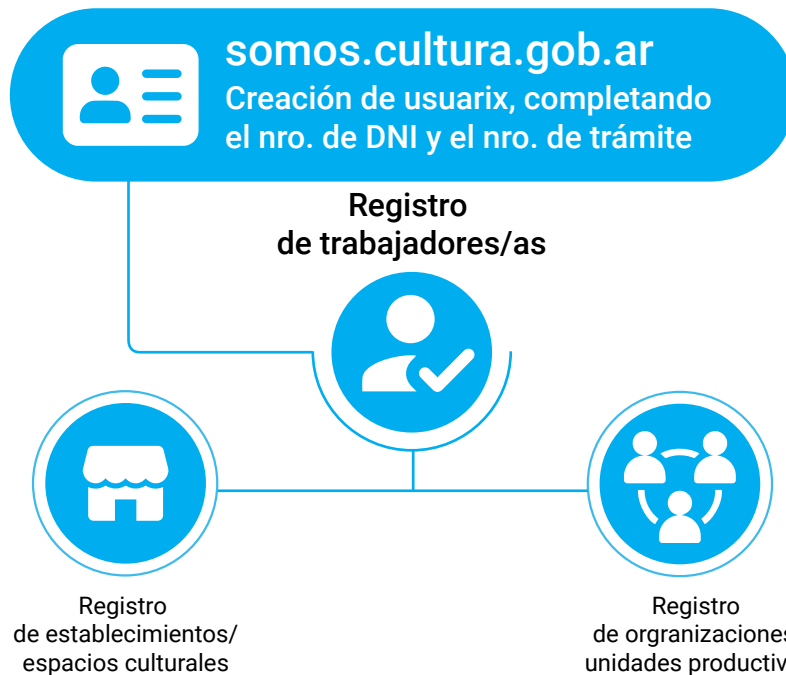 somos.cultura.gob.ar
Creación de usuarix, completando
el nro. de DNI y el nro. de trámite
Registro
de trabajadores/as
Registro
de establecimientos/
espacios culturales
Registro
de orgranizaciones
unidades productiv